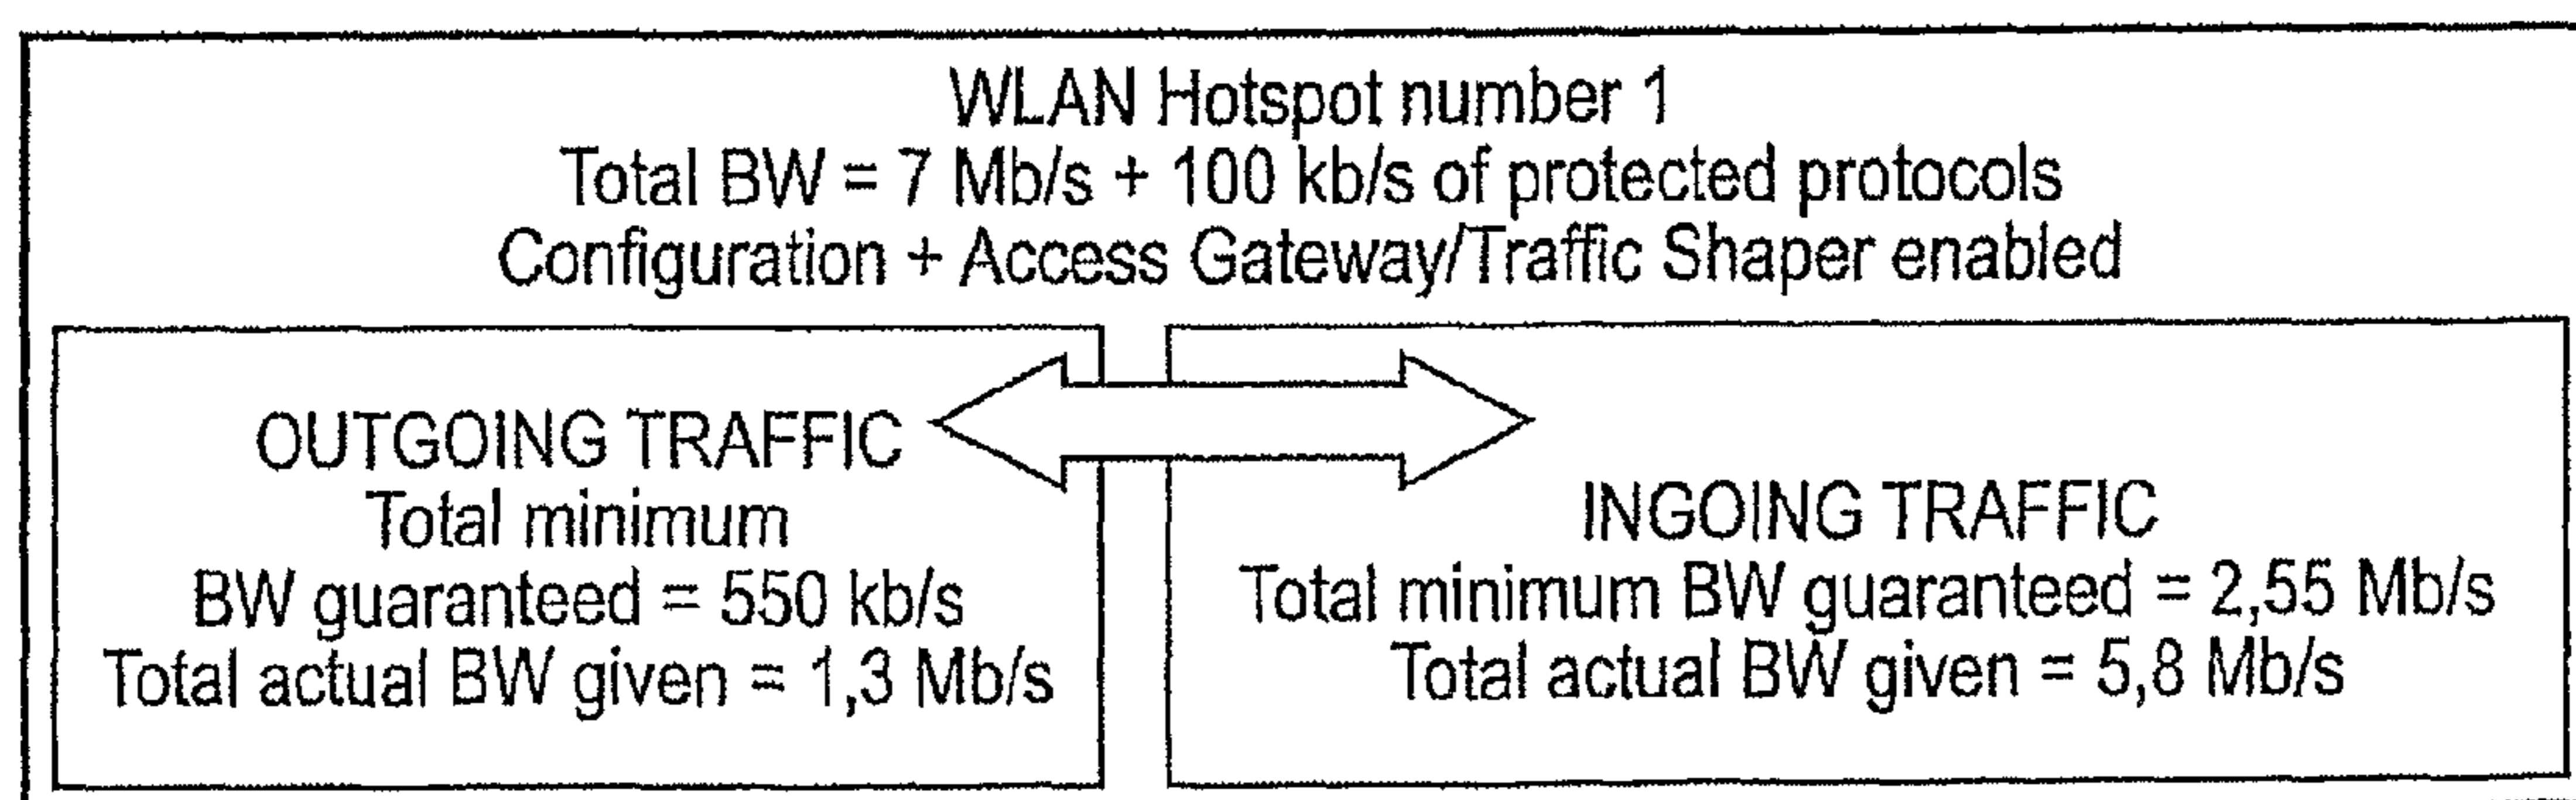 WLAN Hotspot number 1
Total BW = 7 Mb/s + 100 kb/s of protected protocols
Configuration + Access Gateway/Traffic Shaper enabled
OUTGOING TRAFFIC
Total minimum
BW guaranteed = 550 kb/s
Total actual BW given = 1,3 Mb/s
INGOING TRAFFIC
Total minimum BW guaranteed = 2,55 Mb/s
Total actual BW given = 5,8 Mb/s